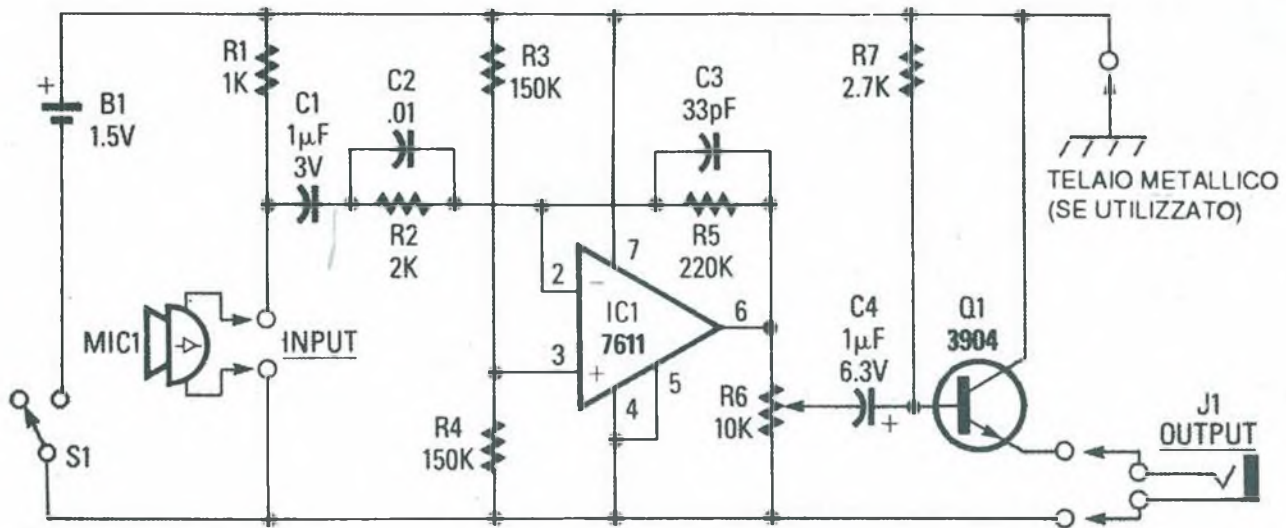 +
B1
1.5V
S1
MIC1
INPUT
R1
1K
C1
1µF
3V
C2
.01
R2
2K
R3
150K
R4
150K
C3
33pF
R5
220K
2
−
3
+
7
IC1
7611
6
4
5
R6
10K
C4
1µF
6.3V
+
R7
2.7K
Q1
3904
TELAIO METALLICO
(SE UTILIZZATO)
J1
OUTPUT